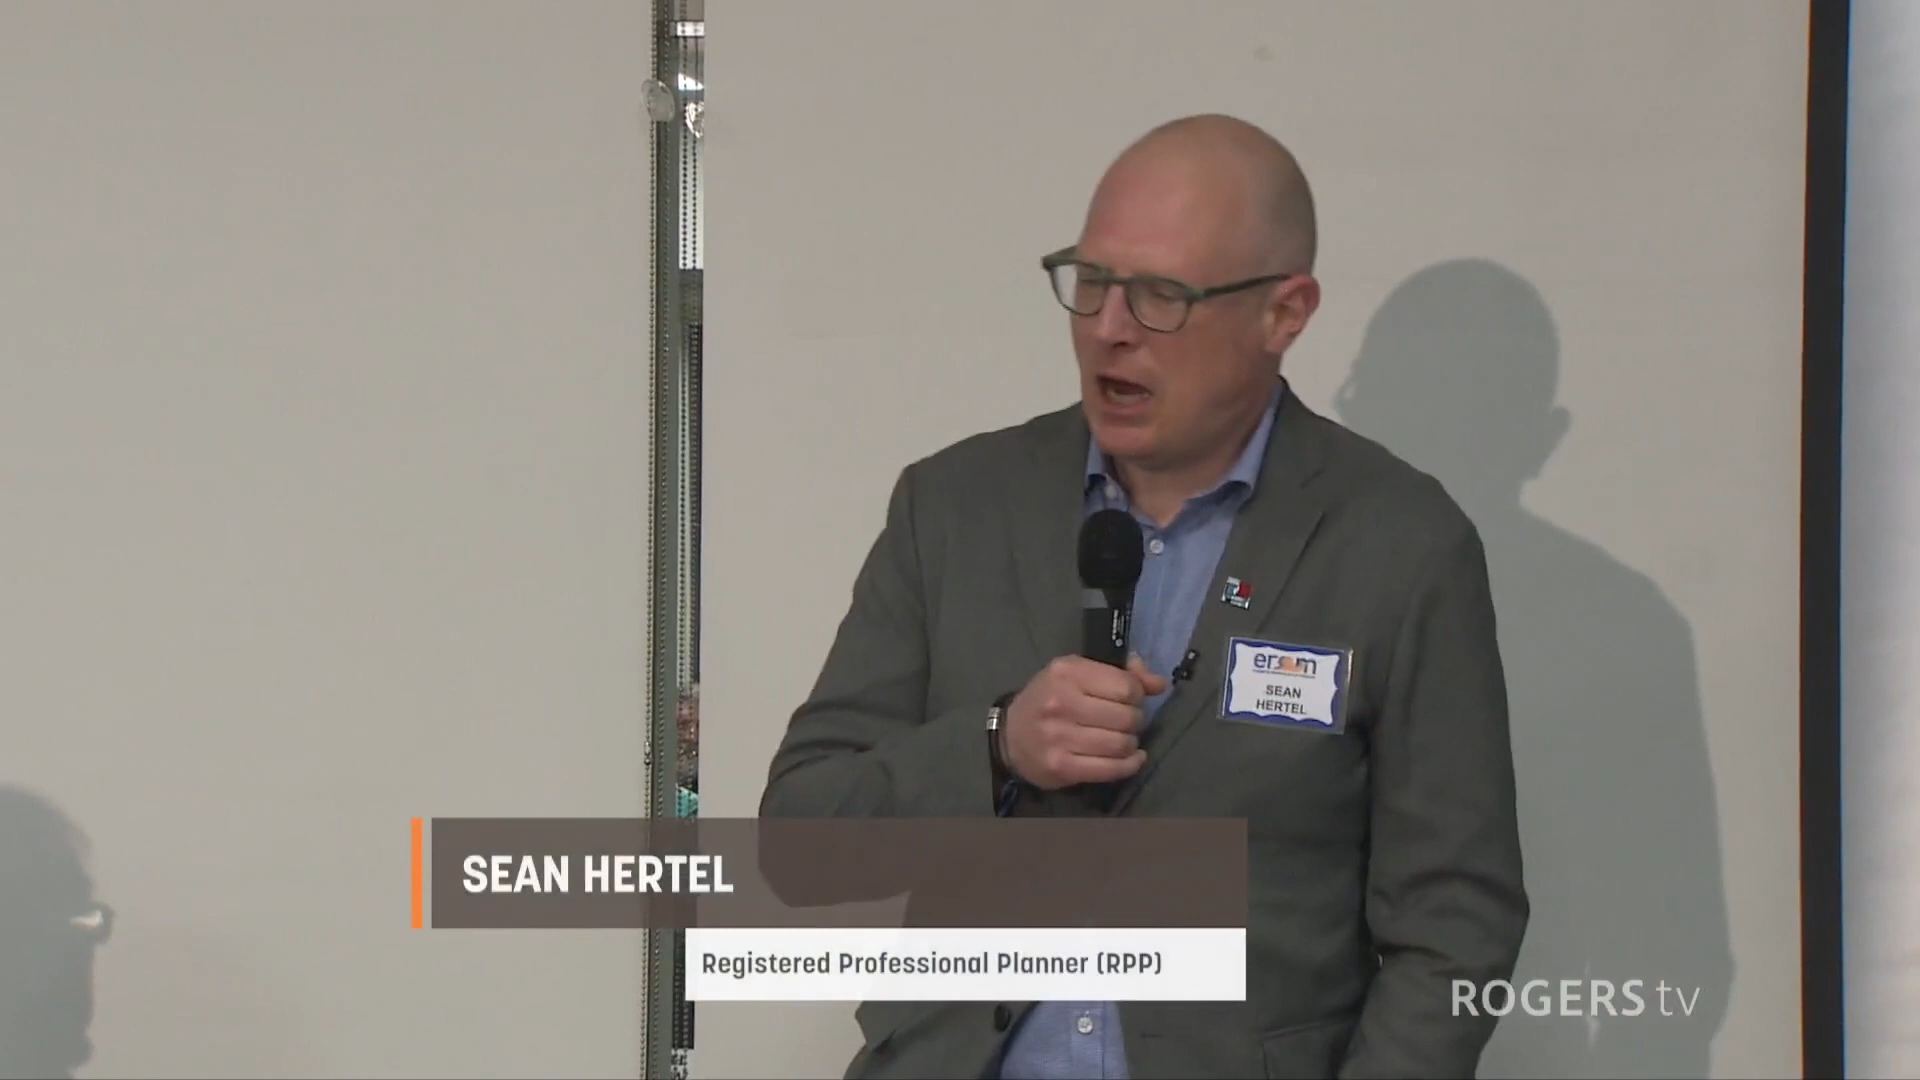 SEAN
HERTEL
SEAN HERTEL
Registered Professional Planner (RPP)
ROGERS tv